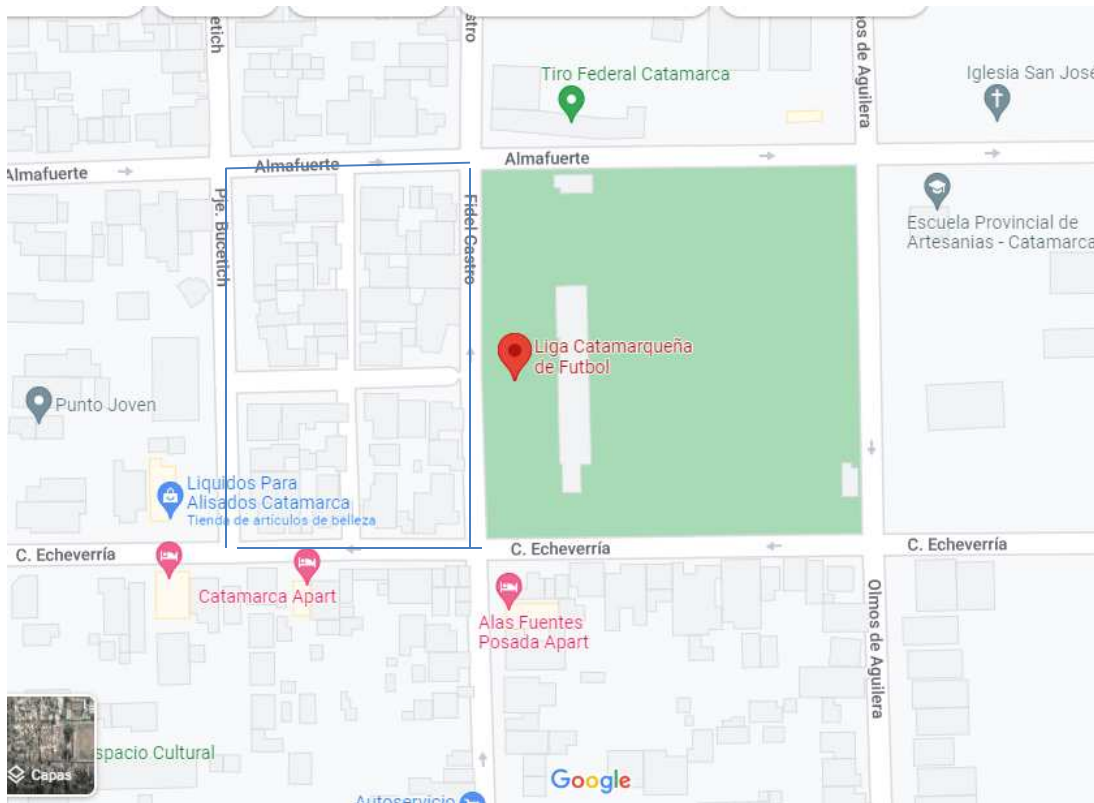 etich
stro
mos de Aguilera
Tiro Federal Catamarca
Iglesia San José
Almafuerte
Almafuerte
Almafuerte
Pje. Bucetich
Fidel Castro
Escuela Provincial de
Artesanias - Catamarca
Liga Catamarqueña
de Futbol
Punto Joven
Liquidos Para
Alisados Catamarca
Tienda de artículos de belleza
C. Echeverría
C. Echeverría
C. Echeverría
Catamarca Apart
Alas Fuentes
Posada Apart
Olmos de Aguilera
spacio Cultural
Capas
Google
Autoservicio